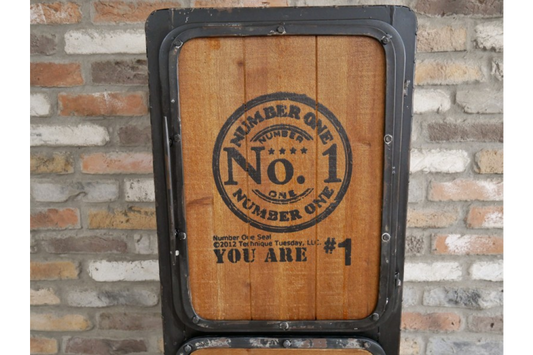 NUMBER ONE
NUMBER
★★★★
No. 1
ONE
NUMBER ONE
Number One Seal
©2012 Technique Tuesday, LLC.
YOU ARE #1